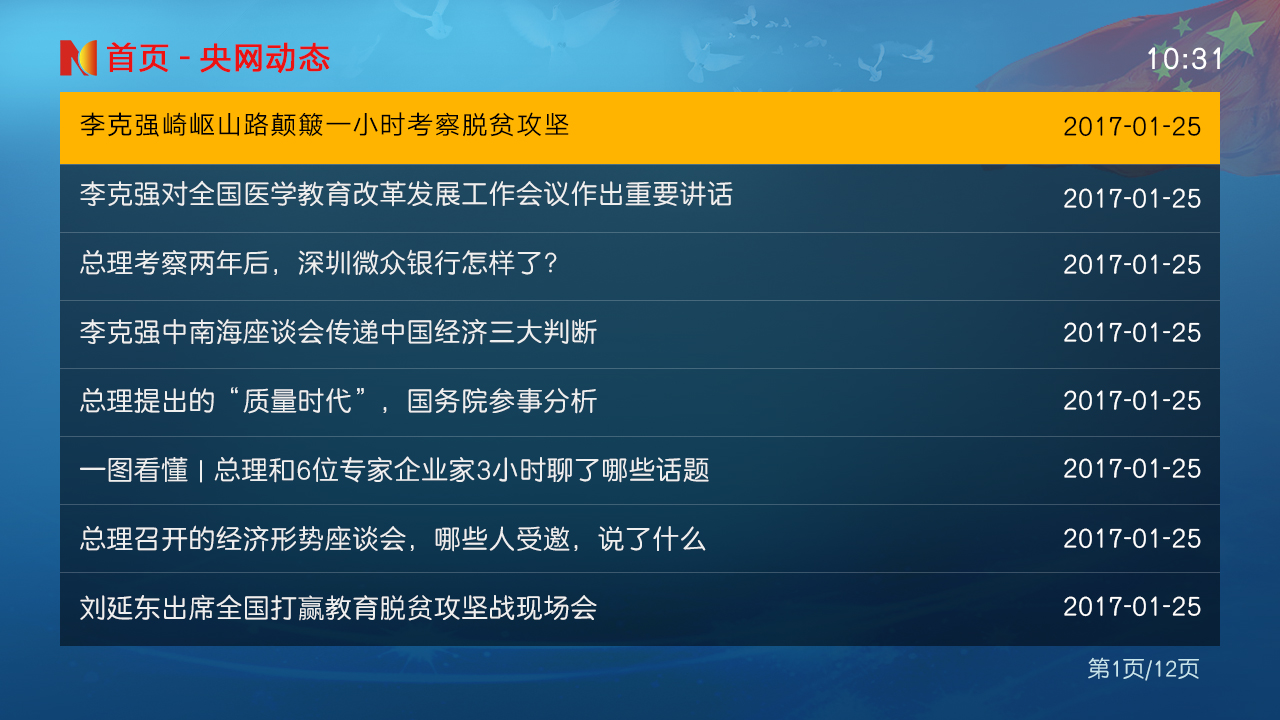 首页 - 央网动态
10:31
李克强崎岖山路颠簸一小时考察脱贫攻坚 2017-01-25
李克强对全国医学教育改革发展工作会议作出重要讲话 2017-01-25
总理考察两年后，深圳微众银行怎样了? 2017-01-25
李克强中南海座谈会传递中国经济三大判断 2017-01-25
总理提出的“质量时代”，国务院参事分析 2017-01-25
一图看懂 | 总理和6位专家企业家3小时聊了哪些话题 2017-01-25
总理召开的经济形势座谈会，哪些人受邀，说了什么 2017-01-25
刘延东出席全国打赢教育脱贫攻坚战现场会 2017-01-25
第1页/12页